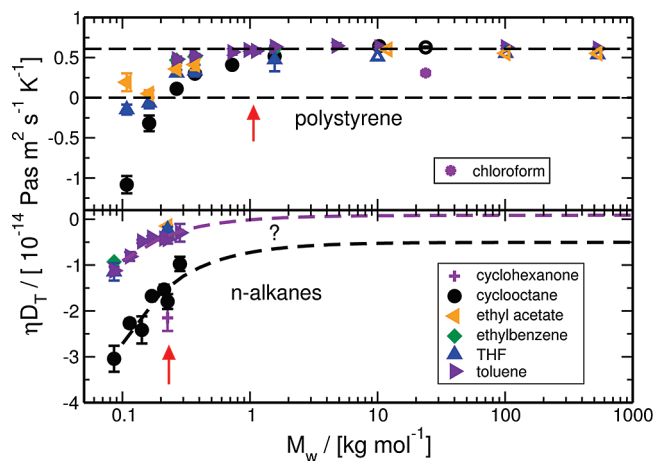 1
0.5
0
-0.5
-1
polystyrene
chloroform
0
-1
-2
-3
-4
?
n-alkanes
cyclohexanone
cyclooctane
ethyl acetate
ethylbenzene
THF
toluene
0.1 1 10 100 1000
M_w / [kg mol⁻¹]
ηD_T / [ 10⁻¹⁴ Pas m² s⁻¹ K⁻¹]